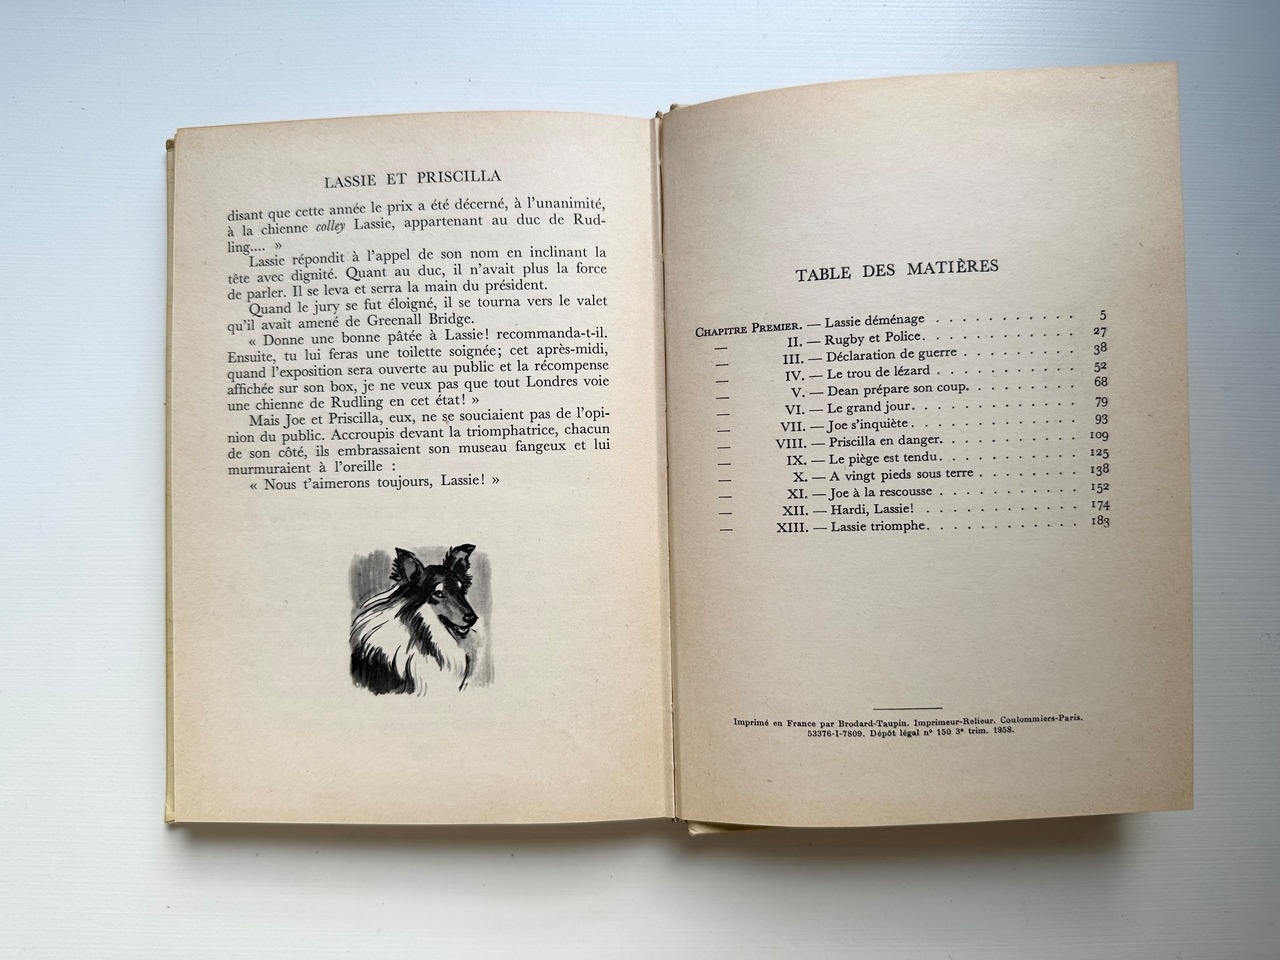 LASSIE ET PRISCILLA
disant que cette année le prix a été décerné, à l'unanimité,
à la chienne colley Lassie, appartenant au duc de Rud-
ling.... »
Lassie répondit à l'appel de son nom en inclinant la
tête avec dignité. Quant au duc, il n'avait plus la force
de parler. Il se leva et serra la main du président.
Quand le jury se fut éloigné, il se tourna vers le valet
qu'il avait amené de Greenall Bridge.
« Donne une bonne pâtée à Lassie! recommanda-t-il.
Ensuite, tu lui feras une toilette soignée; cet après-midi,
quand l'exposition sera ouverte au public et la récompense
affichée sur son box, je ne veux pas que tout Londres voie
une chienne de Rudling en cet état! »
Mais Joe et Priscilla, eux, ne se souciaient pas de l'opi-
nion du public. Accroupis devant la triomphatrice, chacun
de son côté, ils embrassaient son museau fangeux et lui
murmuraient à l'oreille :
« Nous t'aimerons toujours, Lassie! »
TABLE DES MATIÈRES
CHAPITRE PREMIER. — Lassie déménage . . . . . . . . . . . 5
— II. — Rugby et Police. . . . . . . . . . . . 27
— III. — Déclaration de guerre . . . . . . . . . 38
— IV. — Le trou de lézard . . . . . . . . . . . 52
— V. — Dean prépare son coup. . . . . . . . . 68
— VI. — Le grand jour. . . . . . . . . . . . . 79
— VII. — Joe s'inquiète . . . . . . . . . . . . . 93
— VIII. — Priscilla en danger. . . . . . . . . . . 109
— IX. — Le piège est tendu. . . . . . . . . . . 125
— X. — A vingt pieds sous terre . . . . . . . . 138
— XI. — Joe à la rescousse . . . . . . . . . . . 152
— XII. — Hardi, Lassie! . . . . . . . . . . . . 174
— XIII. — Lassie triomphe. . . . . . . . . . . . 183
Imprimé en France par Brodard-Taupin. Imprimeur-Relieur. Coulommiers-Paris.
53376-I-7809. Dépôt légal nº 150 3ᵉ trim. 1958.